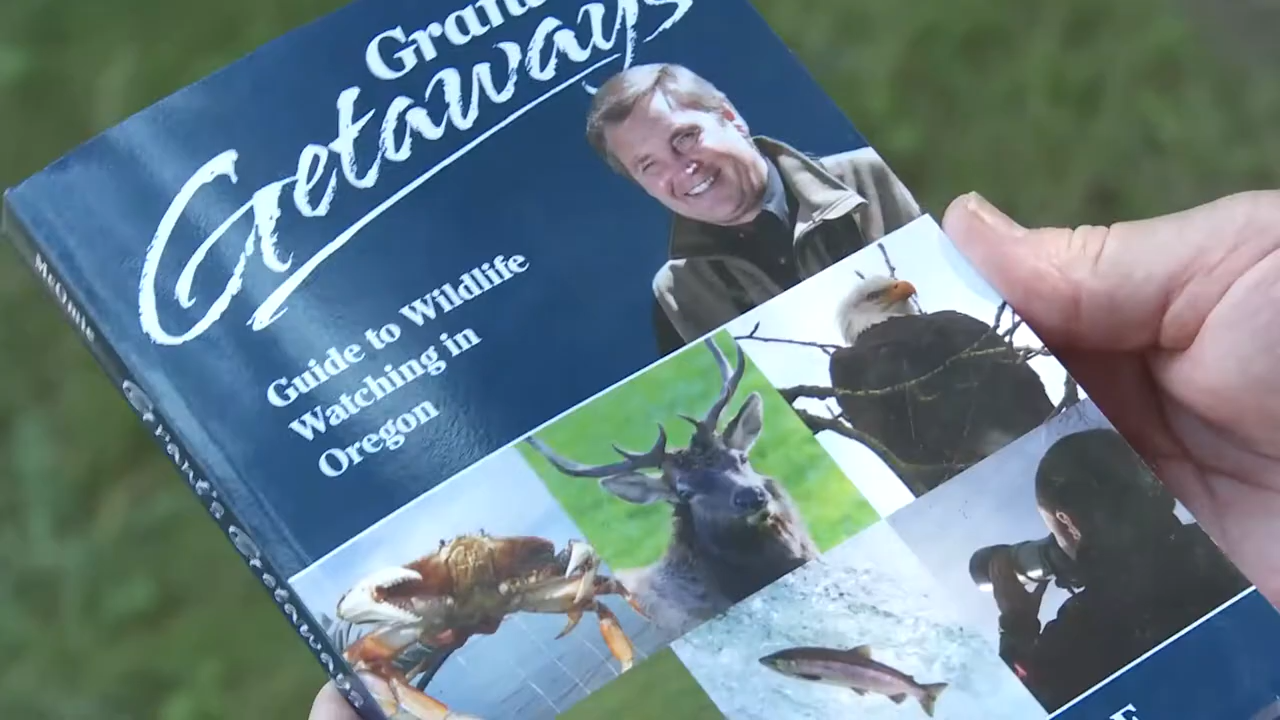 Grant's
Getaways
Guide to Wildlife
Watching in
Oregon
McOmie
Grant's Getaways